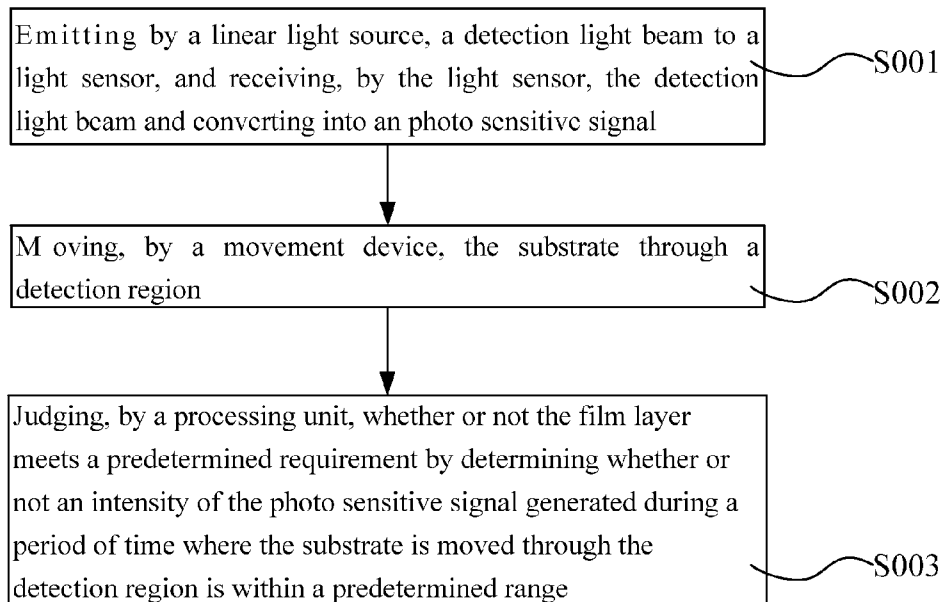 Emitting by a linear light source, a detection light beam to a
light sensor, and receiving, by the light sensor, the detection
light beam and converting into an photo sensitive signal
S001
M oving, by a movement device, the substrate through a
detection region
S002
Judging, by a processing unit, whether or not the film layer
meets a predetermined requirement by determining whether or
not an intensity of the photo sensitive signal generated during a
period of time where the substrate is moved through the
detection region is within a predetermined range
S003